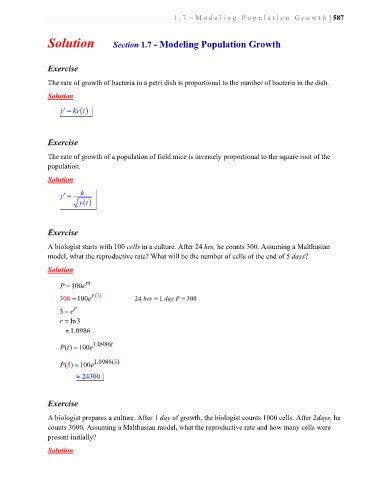 1.7 – Modeling Population Growth | 587
Solution Section 1.7 - Modeling Population Growth
Exercise
The rate of growth of bacteria in a petri dish is proportional to the number of bacteria in the dish.
Solution
y' = ky(t)
Exercise
The rate of growth of a population of field mice is inversely proportional to the square root of the
population.
Solution
y' = k/√y(t)
Exercise
A biologist starts with 100 cells in a culture. After 24 hrs, he counts 300. Assuming a Malthusian
model, what the reproductive rate? What will be the number of cells of the end of 5 days?
Solution
P = 100e^rt
300 = 100e^r(1) 24 hrs = 1 day P = 300
3 = e^r
r = ln 3
≈ 1.0986
P(t) = 100e^1.0986t
P(5) = 100e^1.0986(5)
≈ 24300
Exercise
A biologist prepares a culture. After 1 day of growth, the biologist counts 1000 cells. After 2days, he
counts 3000. Assuming a Malthusian model, what the reproductive rate and how many cells were
present initially?
Solution